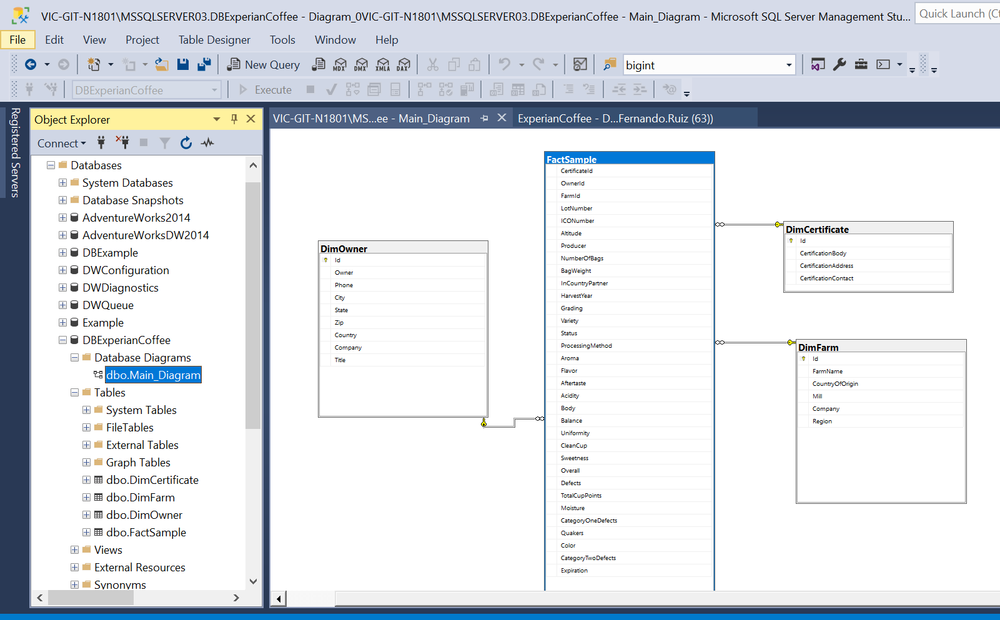 VIC-GIT-N1801\MSSQLSERVER03.DBExperianCoffee - Diagram_0VIC-GIT-N1801\MSSQLSERVER03.DBExperianCoffee - Main_Diagram - Microsoft SQL Server Management Stu...
Quick Launch (Ct
File Edit View Project Table Designer Tools Window Help
New Query MDX DMX XMLA DAX bigint
DBExperianCoffee Execute
Registered Servers
Object Explorer
Connect
Databases
System Databases
Database Snapshots
AdventureWorks2014
AdventureWorksDW2014
DBExample
DWConfiguration
DWDiagnostics
DWQueue
Example
DBExperianCoffee
Database Diagrams
dbo.Main_Diagram
Tables
System Tables
FileTables
External Tables
Graph Tables
dbo.DimCertificate
dbo.DimFarm
dbo.DimOwner
dbo.FactSample
Views
External Resources
Synonyms
VIC-GIT-N1801\MS...ee - Main_Diagram
ExperianCoffee - D...Fernando.Ruiz (63))
DimOwner
Id
Owner
Phone
City
State
Zip
Country
Company
Title
FactSample
CertificateId
OwnerId
FarmId
LotNumber
ICONumber
Altitude
Producer
NumberOfBags
BagWeight
InCountryPartner
HarvestYear
Grading
Variety
Status
ProcessingMethod
Aroma
Flavor
Aftertaste
Acidity
Body
Balance
Uniformity
CleanCup
Sweetness
Overall
Defects
TotalCupPoints
Moisture
CategoryOneDefects
Quakers
Color
CategoryTwoDefects
Expiration
DimCertificate
Id
CertificationBody
CertificationAddress
CertificationContact
DimFarm
Id
FarmName
CountryOfOrigin
Mill
Company
Region